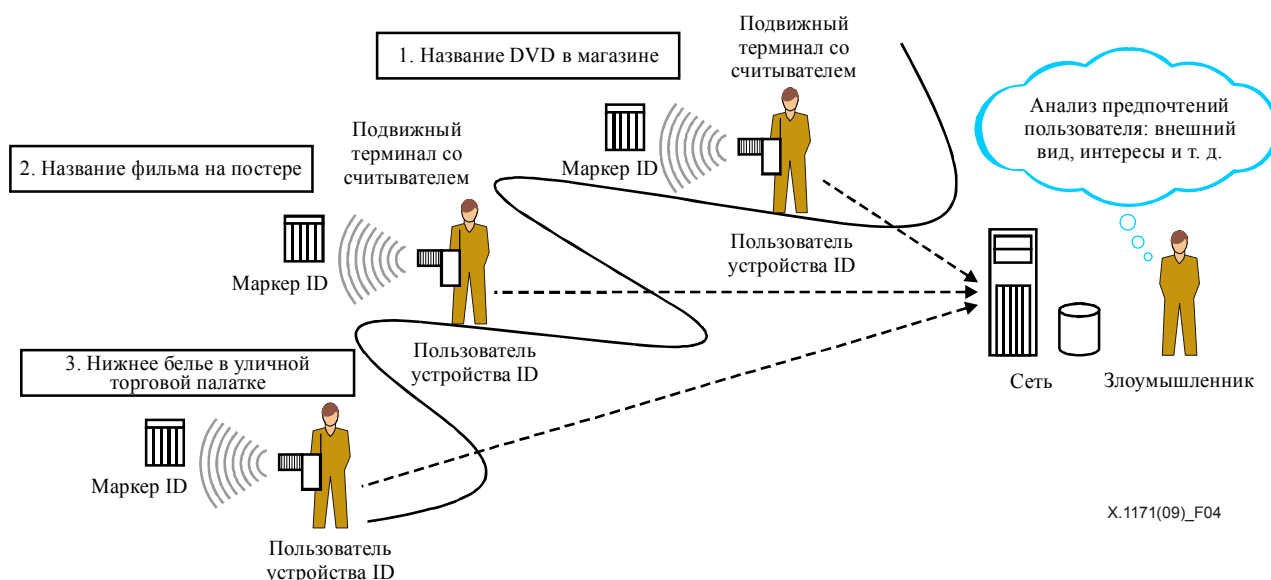 1. Название DVD в магазине
Подвижный
терминал со
считывателем
Маркер ID
Пользователь
устройства ID
2. Название фильма на постере
Подвижный
терминал со
считывателем
Маркер ID
Пользователь
устройства ID
3. Нижнее белье в уличной
торговой палатке
Маркер ID
Пользователь
устройства ID
Анализ предпочтений
пользователя: внешний
вид, интересы и т. д.
Сеть
Злоумышленник
X.1171(09)_F04